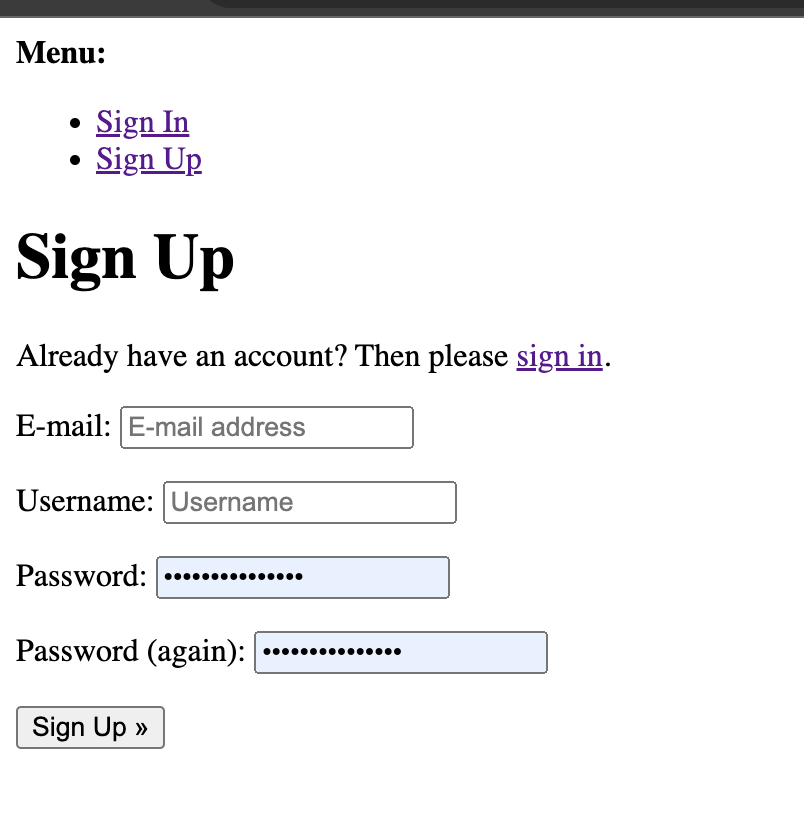 Menu:
Sign In
Sign Up
Sign Up
Already have an account? Then please sign in.
E-mail: E-mail address
Username: Username
Password: •••••••••••••••
Password (again): •••••••••••••••
Sign Up »